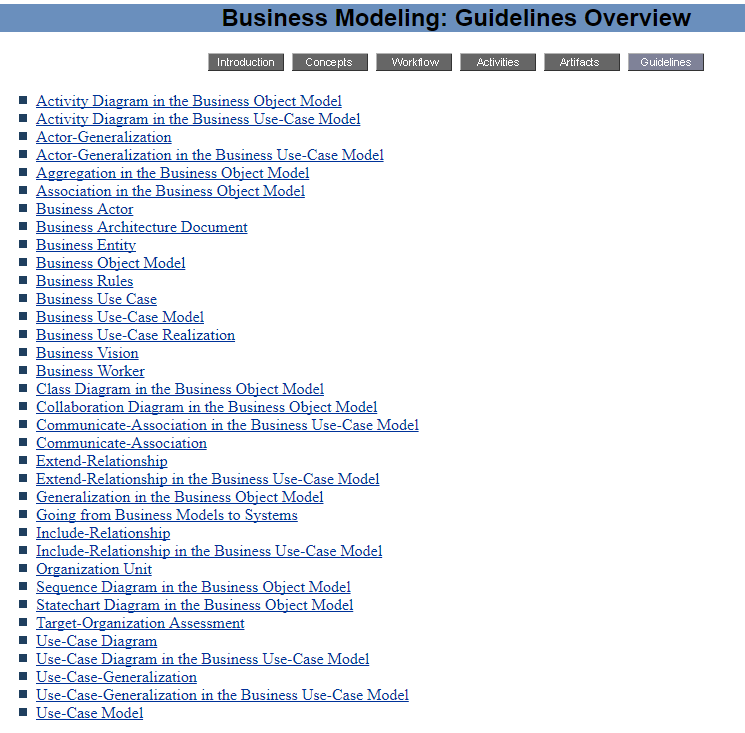 Business Modeling: Guidelines Overview
Introduction Concepts Workflow Activities Artifacts Guidelines
Activity Diagram in the Business Object Model
Activity Diagram in the Business Use-Case Model
Actor-Generalization
Actor-Generalization in the Business Use-Case Model
Aggregation in the Business Object Model
Association in the Business Object Model
Business Actor
Business Architecture Document
Business Entity
Business Object Model
Business Rules
Business Use Case
Business Use-Case Model
Business Use-Case Realization
Business Vision
Business Worker
Class Diagram in the Business Object Model
Collaboration Diagram in the Business Object Model
Communicate-Association in the Business Use-Case Model
Communicate-Association
Extend-Relationship
Extend-Relationship in the Business Use-Case Model
Generalization in the Business Object Model
Going from Business Models to Systems
Include-Relationship
Include-Relationship in the Business Use-Case Model
Organization Unit
Sequence Diagram in the Business Object Model
Statechart Diagram in the Business Object Model
Target-Organization Assessment
Use-Case Diagram
Use-Case Diagram in the Business Use-Case Model
Use-Case-Generalization
Use-Case-Generalization in the Business Use-Case Model
Use-Case Model